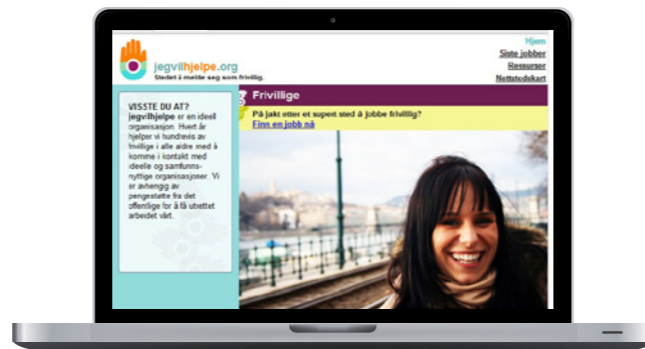 jegvilhjelpe.org
Stedet å melde seg som frivillig.
Hjem
Siste jobber
Ressurser
Nettstedskart
VISSTE DU AT?
jegvilhjelpe er en ideell
organisasjon. Hvert år
hjelper vi hundrevis av
frivillige i alle aldre med å
komme i kontakt med
ideelle og samfunns-
nyttige organisasjoner. Vi
er avhengig av
pengestøtte fra det
offentlige for å få utrettet
arbeidet vårt.
Frivillige
På jakt etter et supert sted å jobbe frivillig?
Finn en jobb nå